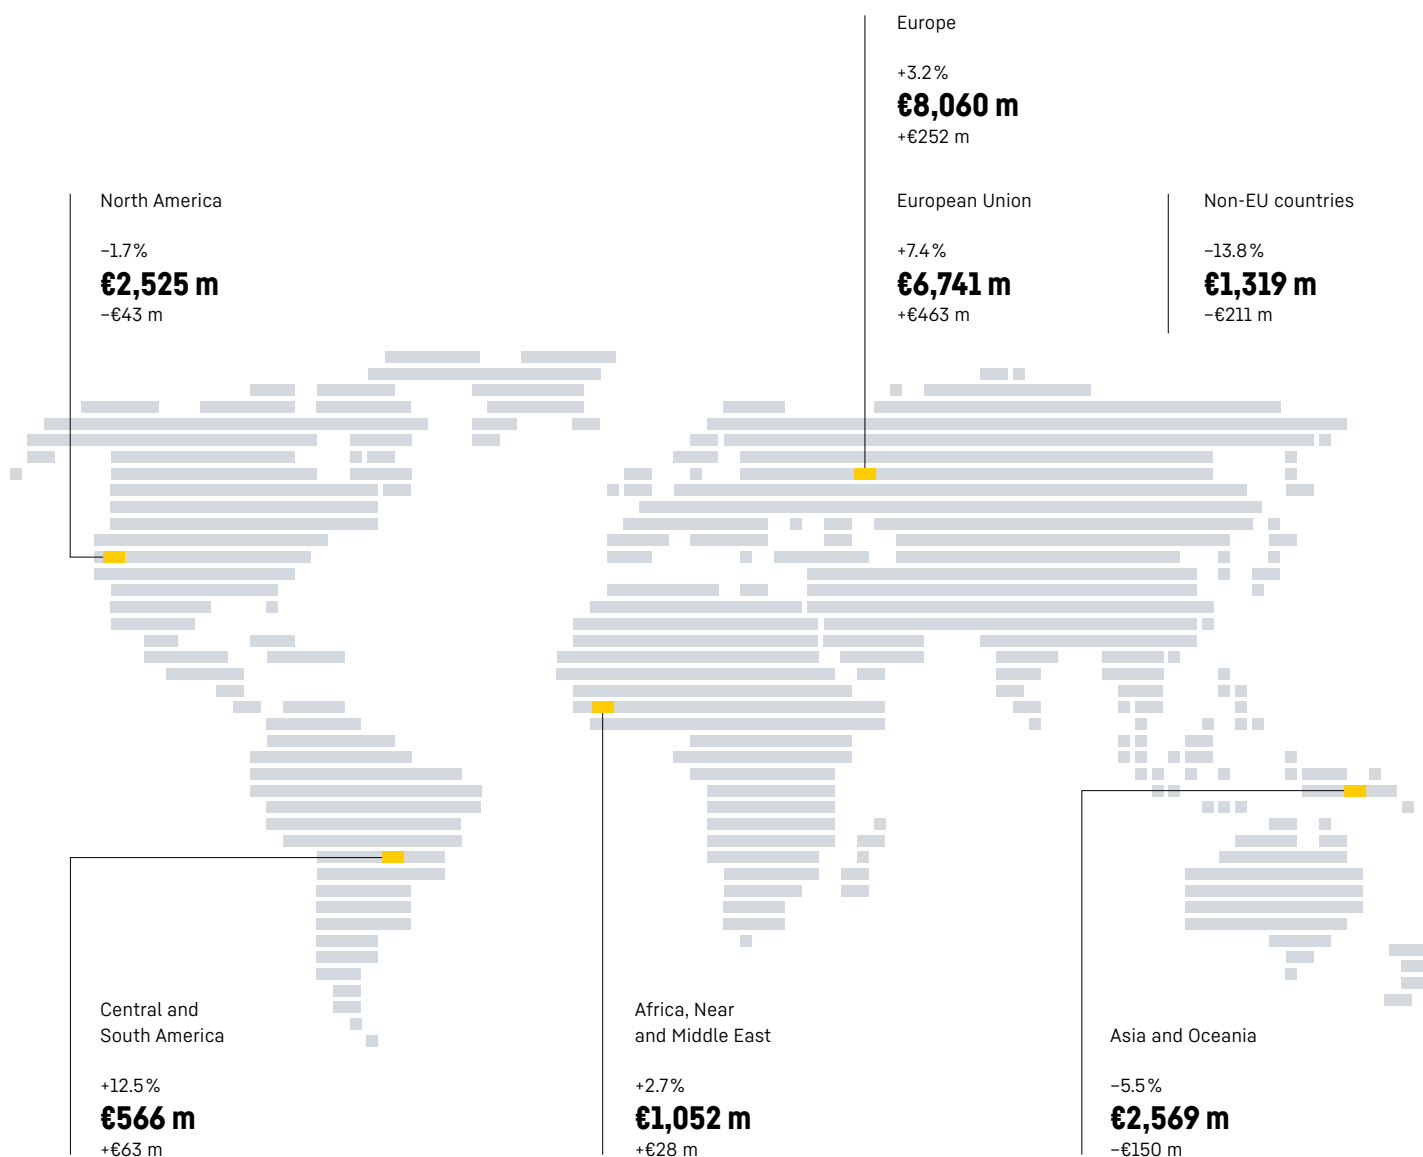 Europe
+3.2%
€8,060 m
+€252 m
North America
−1.7%
€2,525 m
−€43 m
European Union
+7.4%
€6,741 m
+€463 m
Non-EU countries
−13.8%
€1,319 m
−€211 m
Central and
South America
+12.5%
€566 m
+€63 m
Africa, Near
and Middle East
+2.7%
€1,052 m
+€28 m
Asia and Oceania
−5.5%
€2,569 m
−€150 m